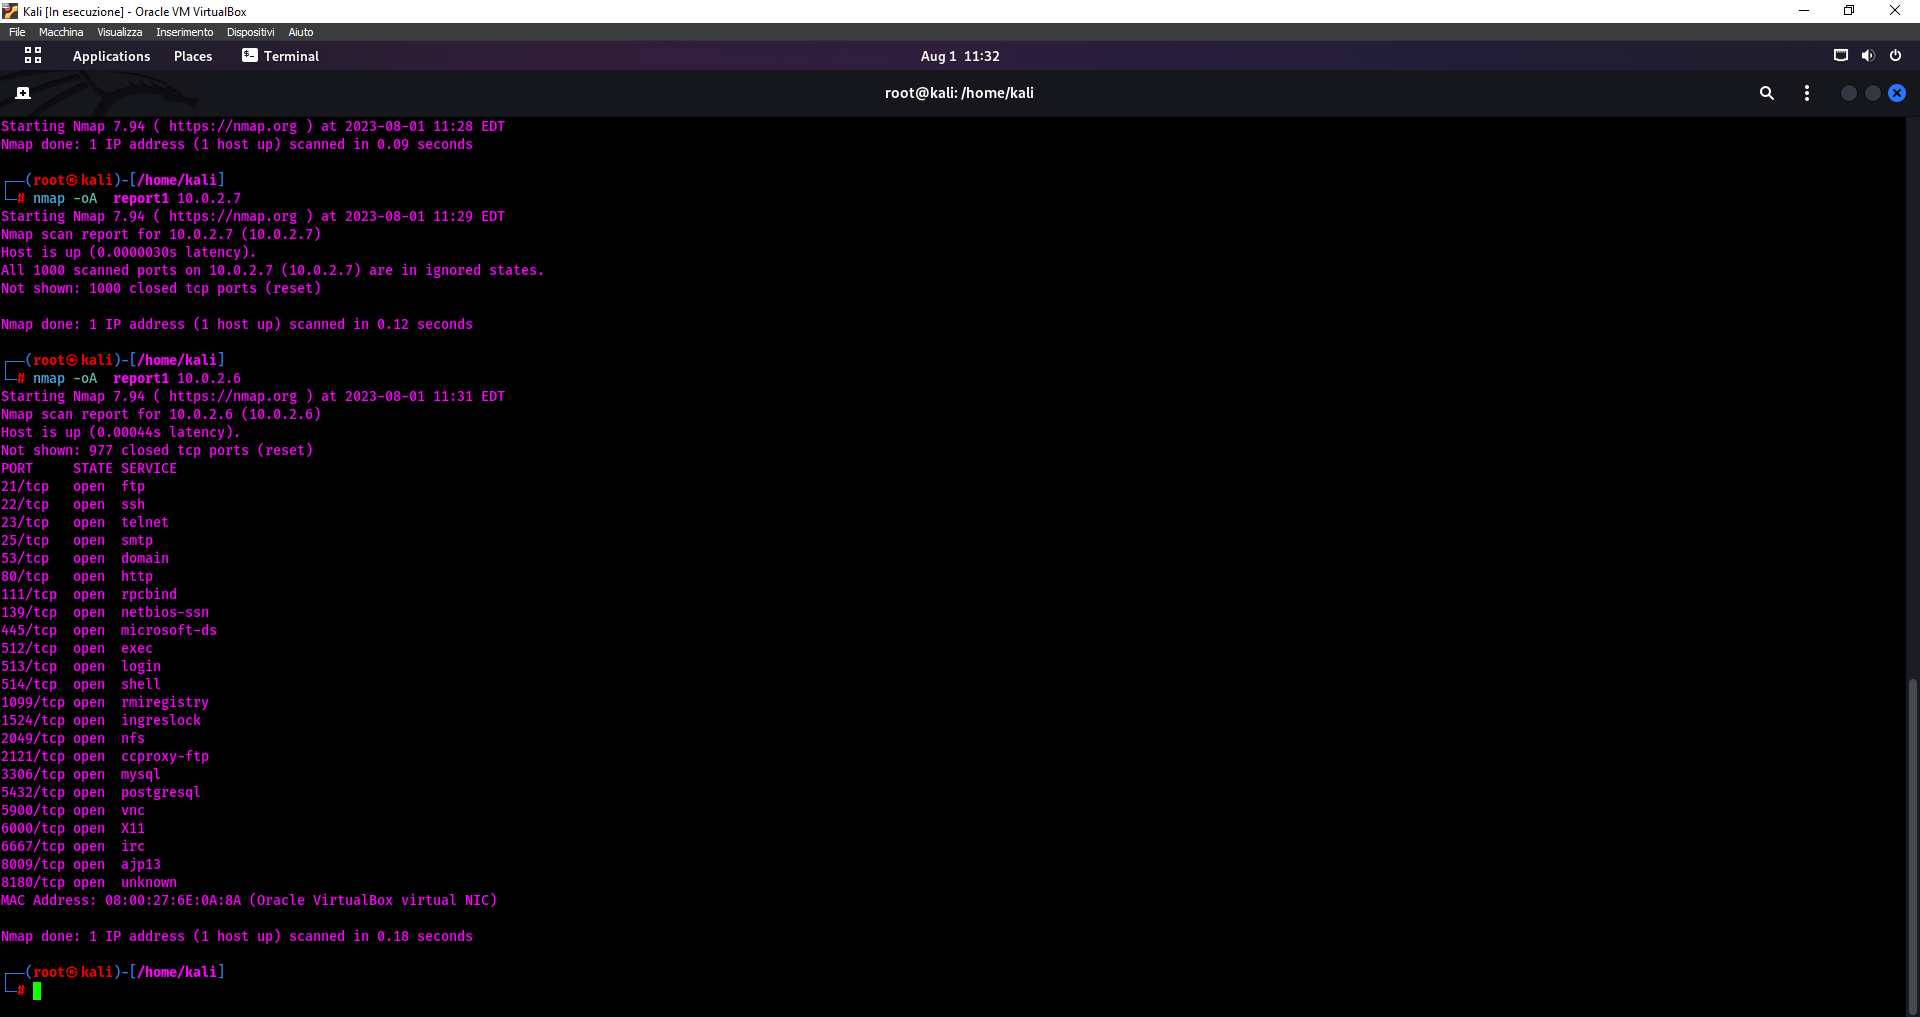 Kali [In esecuzione] - Oracle VM VirtualBox
File Macchina Visualizza Inserimento Dispositivi Aiuto
Applications Places Terminal Aug 1 11:32
root@kali: /home/kali
Starting Nmap 7.94 ( https://nmap.org ) at 2023-08-01 11:28 EDT
Nmap done: 1 IP address (1 host up) scanned in 0.09 seconds
┌──(root㉿kali)-[/home/kali]
└─# nmap -oA  report1 10.0.2.7
Starting Nmap 7.94 ( https://nmap.org ) at 2023-08-01 11:29 EDT
Nmap scan report for 10.0.2.7 (10.0.2.7)
Host is up (0.0000030s latency).
All 1000 scanned ports on 10.0.2.7 (10.0.2.7) are in ignored states.
Not shown: 1000 closed tcp ports (reset)
Nmap done: 1 IP address (1 host up) scanned in 0.12 seconds
┌──(root㉿kali)-[/home/kali]
└─# nmap -oA  report1 10.0.2.6
Starting Nmap 7.94 ( https://nmap.org ) at 2023-08-01 11:31 EDT
Nmap scan report for 10.0.2.6 (10.0.2.6)
Host is up (0.00044s latency).
Not shown: 977 closed tcp ports (reset)
PORT     STATE SERVICE
21/tcp   open  ftp
22/tcp   open  ssh
23/tcp   open  telnet
25/tcp   open  smtp
53/tcp   open  domain
80/tcp   open  http
111/tcp  open  rpcbind
139/tcp  open  netbios-ssn
445/tcp  open  microsoft-ds
512/tcp  open  exec
513/tcp  open  login
514/tcp  open  shell
1099/tcp open  rmiregistry
1524/tcp open  ingreslock
2049/tcp open  nfs
2121/tcp open  ccproxy-ftp
3306/tcp open  mysql
5432/tcp open  postgresql
5900/tcp open  vnc
6000/tcp open  X11
6667/tcp open  irc
8009/tcp open  ajp13
8180/tcp open  unknown
MAC Address: 08:00:27:6E:0A:8A (Oracle VirtualBox virtual NIC)
Nmap done: 1 IP address (1 host up) scanned in 0.18 seconds
┌──(root㉿kali)-[/home/kali]
└─#